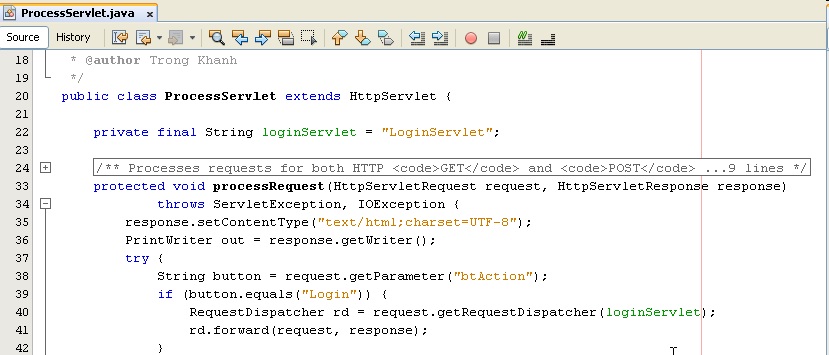 ProcessServlet.java x
Source History
18 * @author Trong Khanh
19 */
20 public class ProcessServlet extends HttpServlet {
21
22 private final String loginServlet = "LoginServlet";
23
24 /** Processes requests for both HTTP <code>GET</code> and <code>POST</code> ...9 lines */
33 protected void processRequest(HttpServletRequest request, HttpServletResponse response)
34 throws ServletException, IOException {
35 response.setContentType("text/html;charset=UTF-8");
36 PrintWriter out = response.getWriter();
37 try {
38 String button = request.getParameter("btAction");
39 if (button.equals("Login")) {
40 RequestDispatcher rd = request.getRequestDispatcher(loginServlet);
41 rd.forward(request, response);
42 }